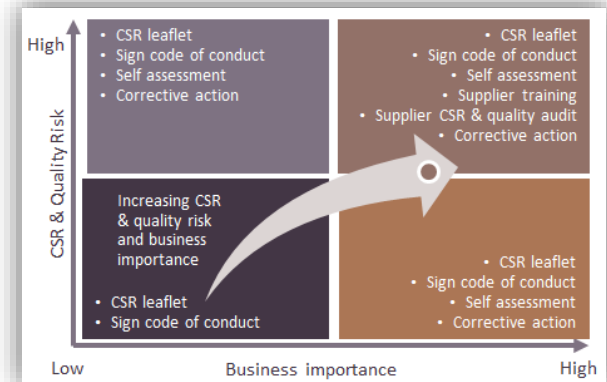 High
CSR & Quality Risk
• CSR leaflet
• Sign code of conduct
• Self assessment
• Corrective action
• CSR leaflet
• Sign code of conduct
• Self assessment
• Supplier training
• Supplier CSR & quality audit
• Corrective action
Increasing CSR
& quality risk
and business
importance
• CSR leaflet
• Sign code of conduct
• CSR leaflet
• Sign code of conduct
• Self assessment
• Corrective action
Low
Business importance
High